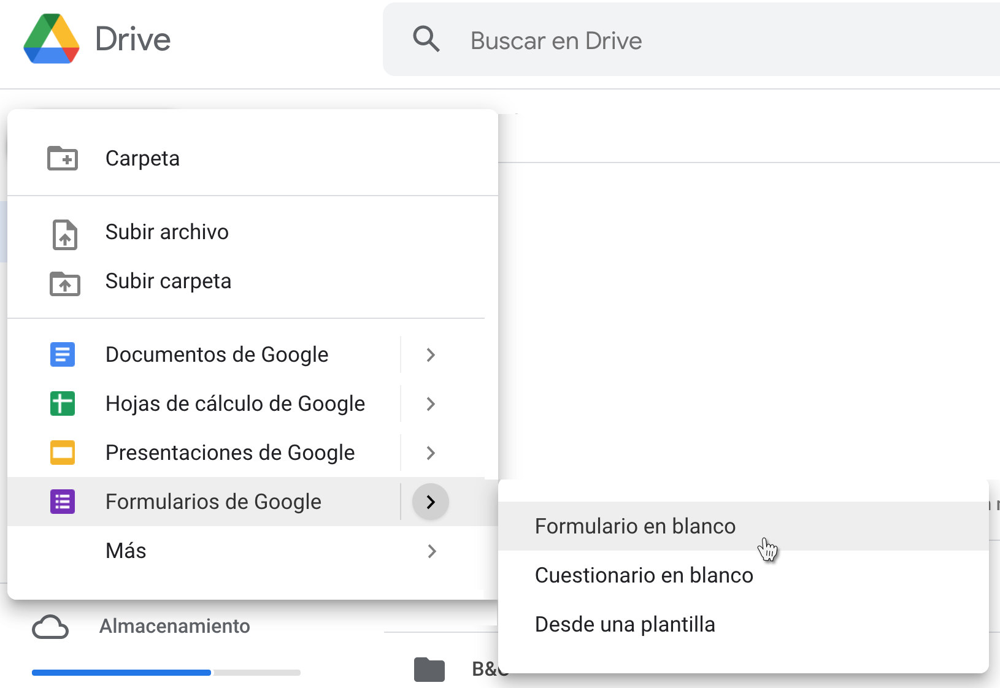 Drive
Buscar en Drive
Carpeta
Subir archivo
Subir carpeta
Documentos de Google
Hojas de cálculo de Google
Presentaciones de Google
Formularios de Google
Más
Formulario en blanco
Cuestionario en blanco
Desde una plantilla
Almacenamiento